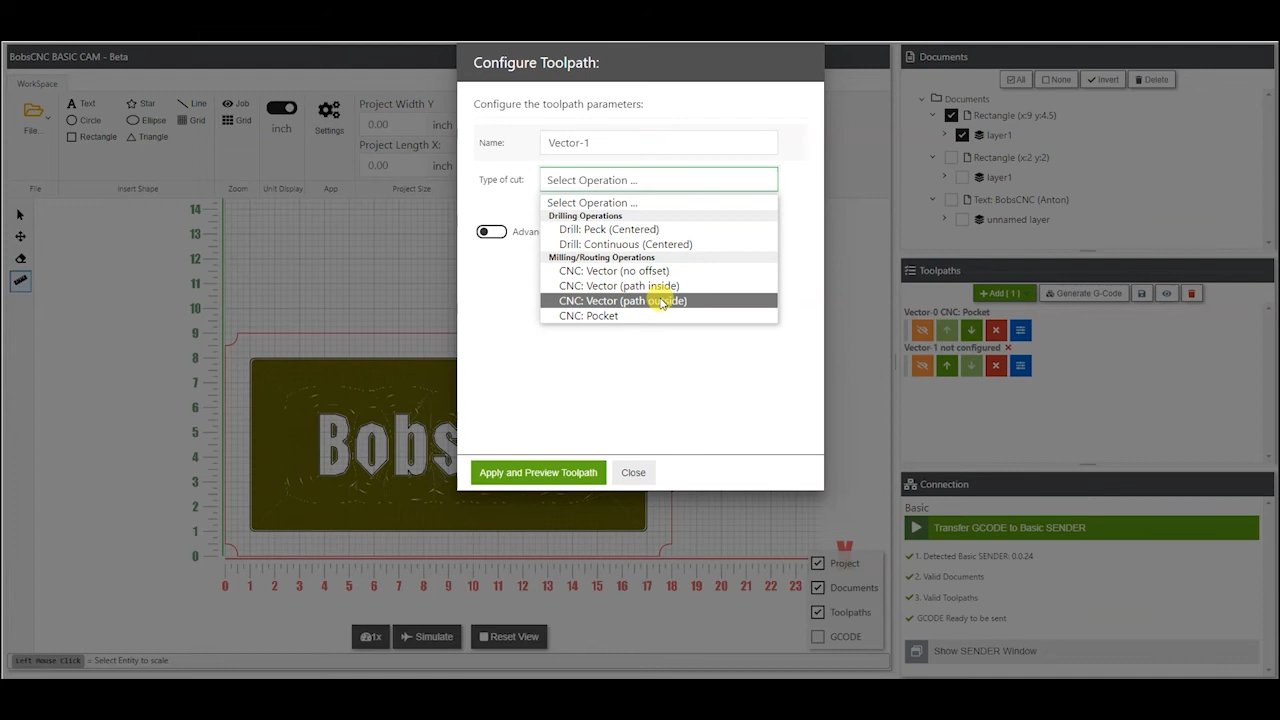 BobsCNC BASIC CAM - Beta
WorkSpace
File...
Text
Circle
Rectangle
Star
Ellipse
Triangle
Line
Grid
File
Insert Shape
Job
Grid
Zoom
inch
Unit Display
Settings
App
Project Width Y
0.00 inch
Project Length X:
0.00 inch
Project Size
Configure Toolpath:
Configure the toolpath parameters:
Name: Vector-1
Type of cut: Select Operation ...
Select Operation ...
Drilling Operations
Drill: Peck (Centered)
Drill: Continuous (Centered)
Milling/Routing Operations
CNC: Vector (no offset)
CNC: Vector (path inside)
CNC: Vector (path outside)
CNC: Pocket
Apply and Preview Toolpath
Close
14
13
12
11
10
9
8
7
6
5
4
3
2
1
0
Bobs
0 1 2 3 4 5 6 7 8 9 10 11 12 13 14 15 16 17 18 19 20 21 22 23
Project
Documents
Toolpaths
GCODE
1x
Simulate
Reset View
Left Mouse Click = Select Entity to scale
Documents
All
None
Invert
Delete
Documents
Rectangle (x:9 y:4.5)
layer1
Rectangle (x:2 y:2)
layer1
Text: BobsCNC (Anton)
unnamed layer
Toolpaths
Add [ 1 ]
Generate G-Code
Vector-0 CNC: Pocket
Vector-1 not configured
Connection
Basic
Transfer GCODE to Basic SENDER
1. Detected Basic SENDER: 0.0.24
2. Valid Documents
3. Valid Toolpaths
GCODE Ready to be sent
Show SENDER Window